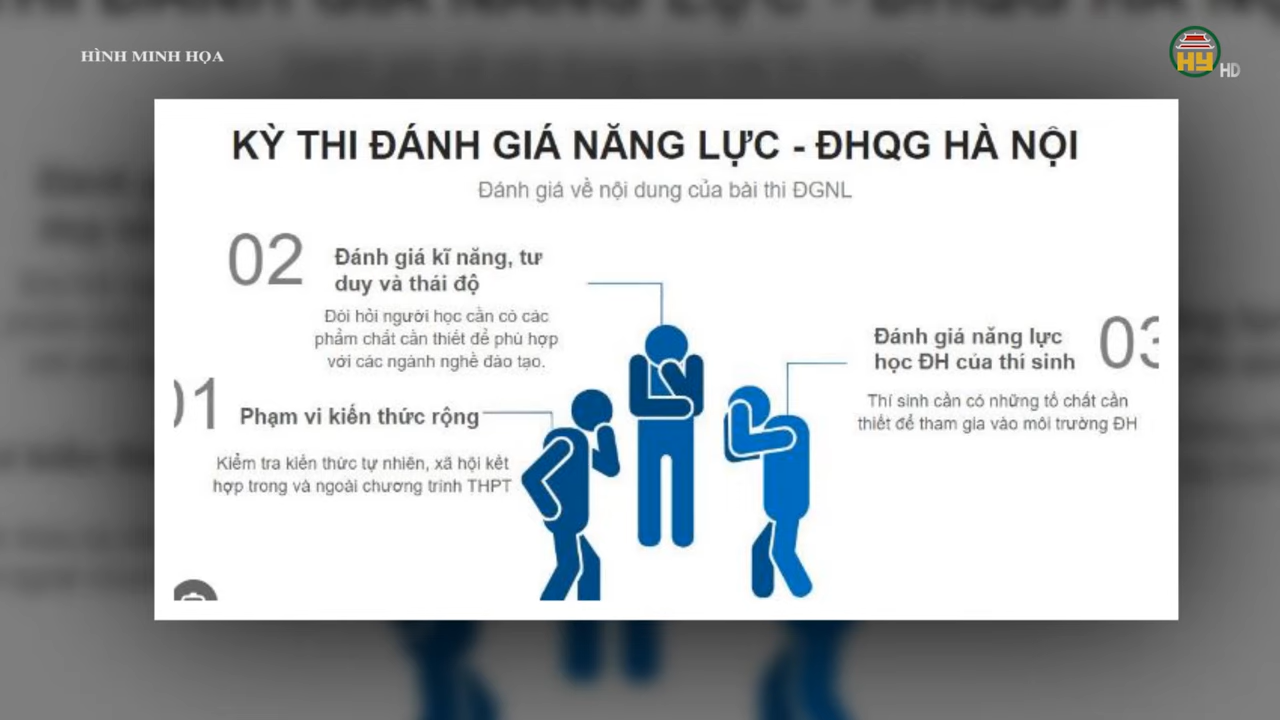 HÌNH MINH HỌA
HY
HD
KỲ THI ĐÁNH GIÁ NĂNG LỰC - ĐHQG HÀ NỘI
Đánh giá về nội dung của bài thi ĐGNL
02
Đánh giá kĩ năng, tư
duy và thái độ
Đòi hỏi người học cần có các
phẩm chất cần thiết để phù hợp
với các ngành nghề đào tạo.
01
Phạm vi kiến thức rộng
Kiểm tra kiến thức tự nhiên, xã hội kết
hợp trong và ngoài chương trình THPT
Đánh giá năng lực
học ĐH của thí sinh
03
Thí sinh cần có những tố chất cần
thiết để tham gia vào môi trường ĐH